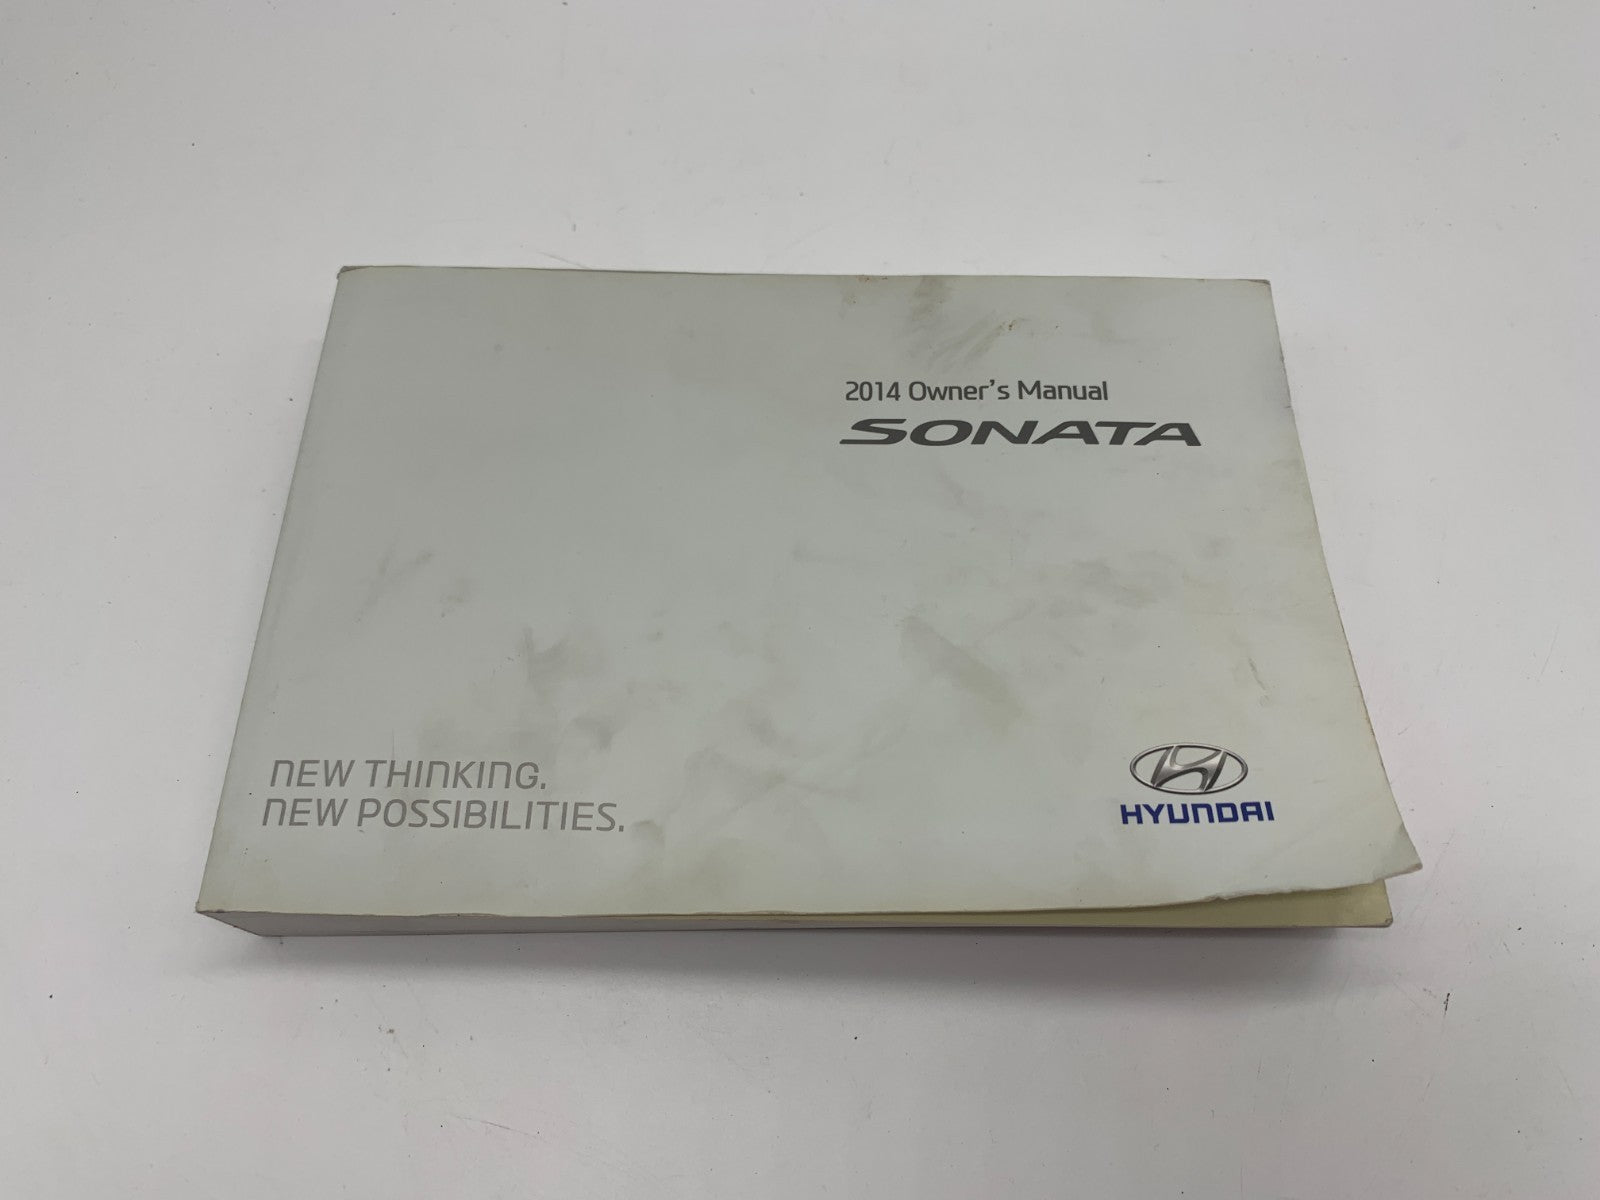 2014 Owner's Manual
SONATA
NEW THINKING.
NEW POSSIBILITIES.
HYUNDAI